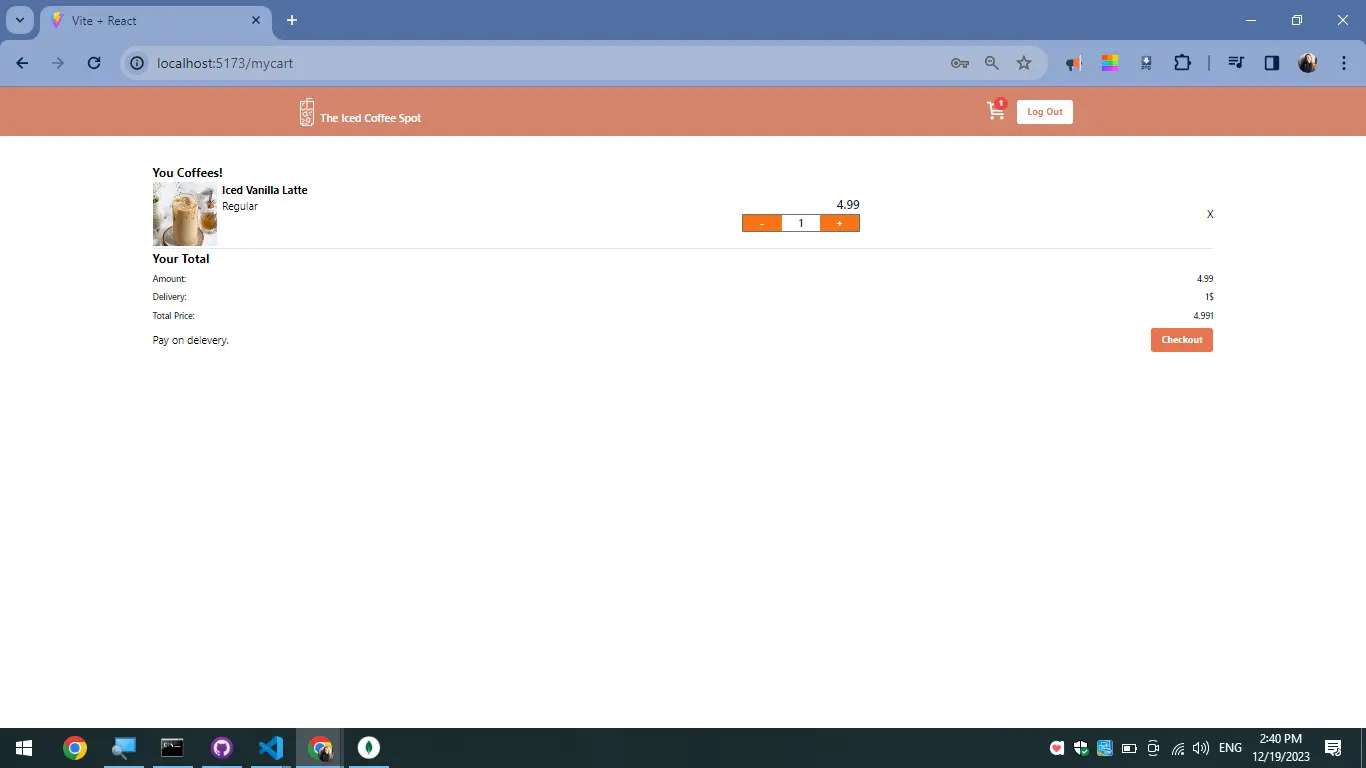 Vite + React
localhost:5173/mycart
The Iced Coffee Spot
1
Log Out
You Coffees!
Iced Vanilla Latte
Regular
4.99
- 1 +
X
Your Total
Amount: 4.99
Delivery: 1$
Total Price: 4.991
Pay on delevery. Checkout
ENG
2:40 PM
12/19/2023